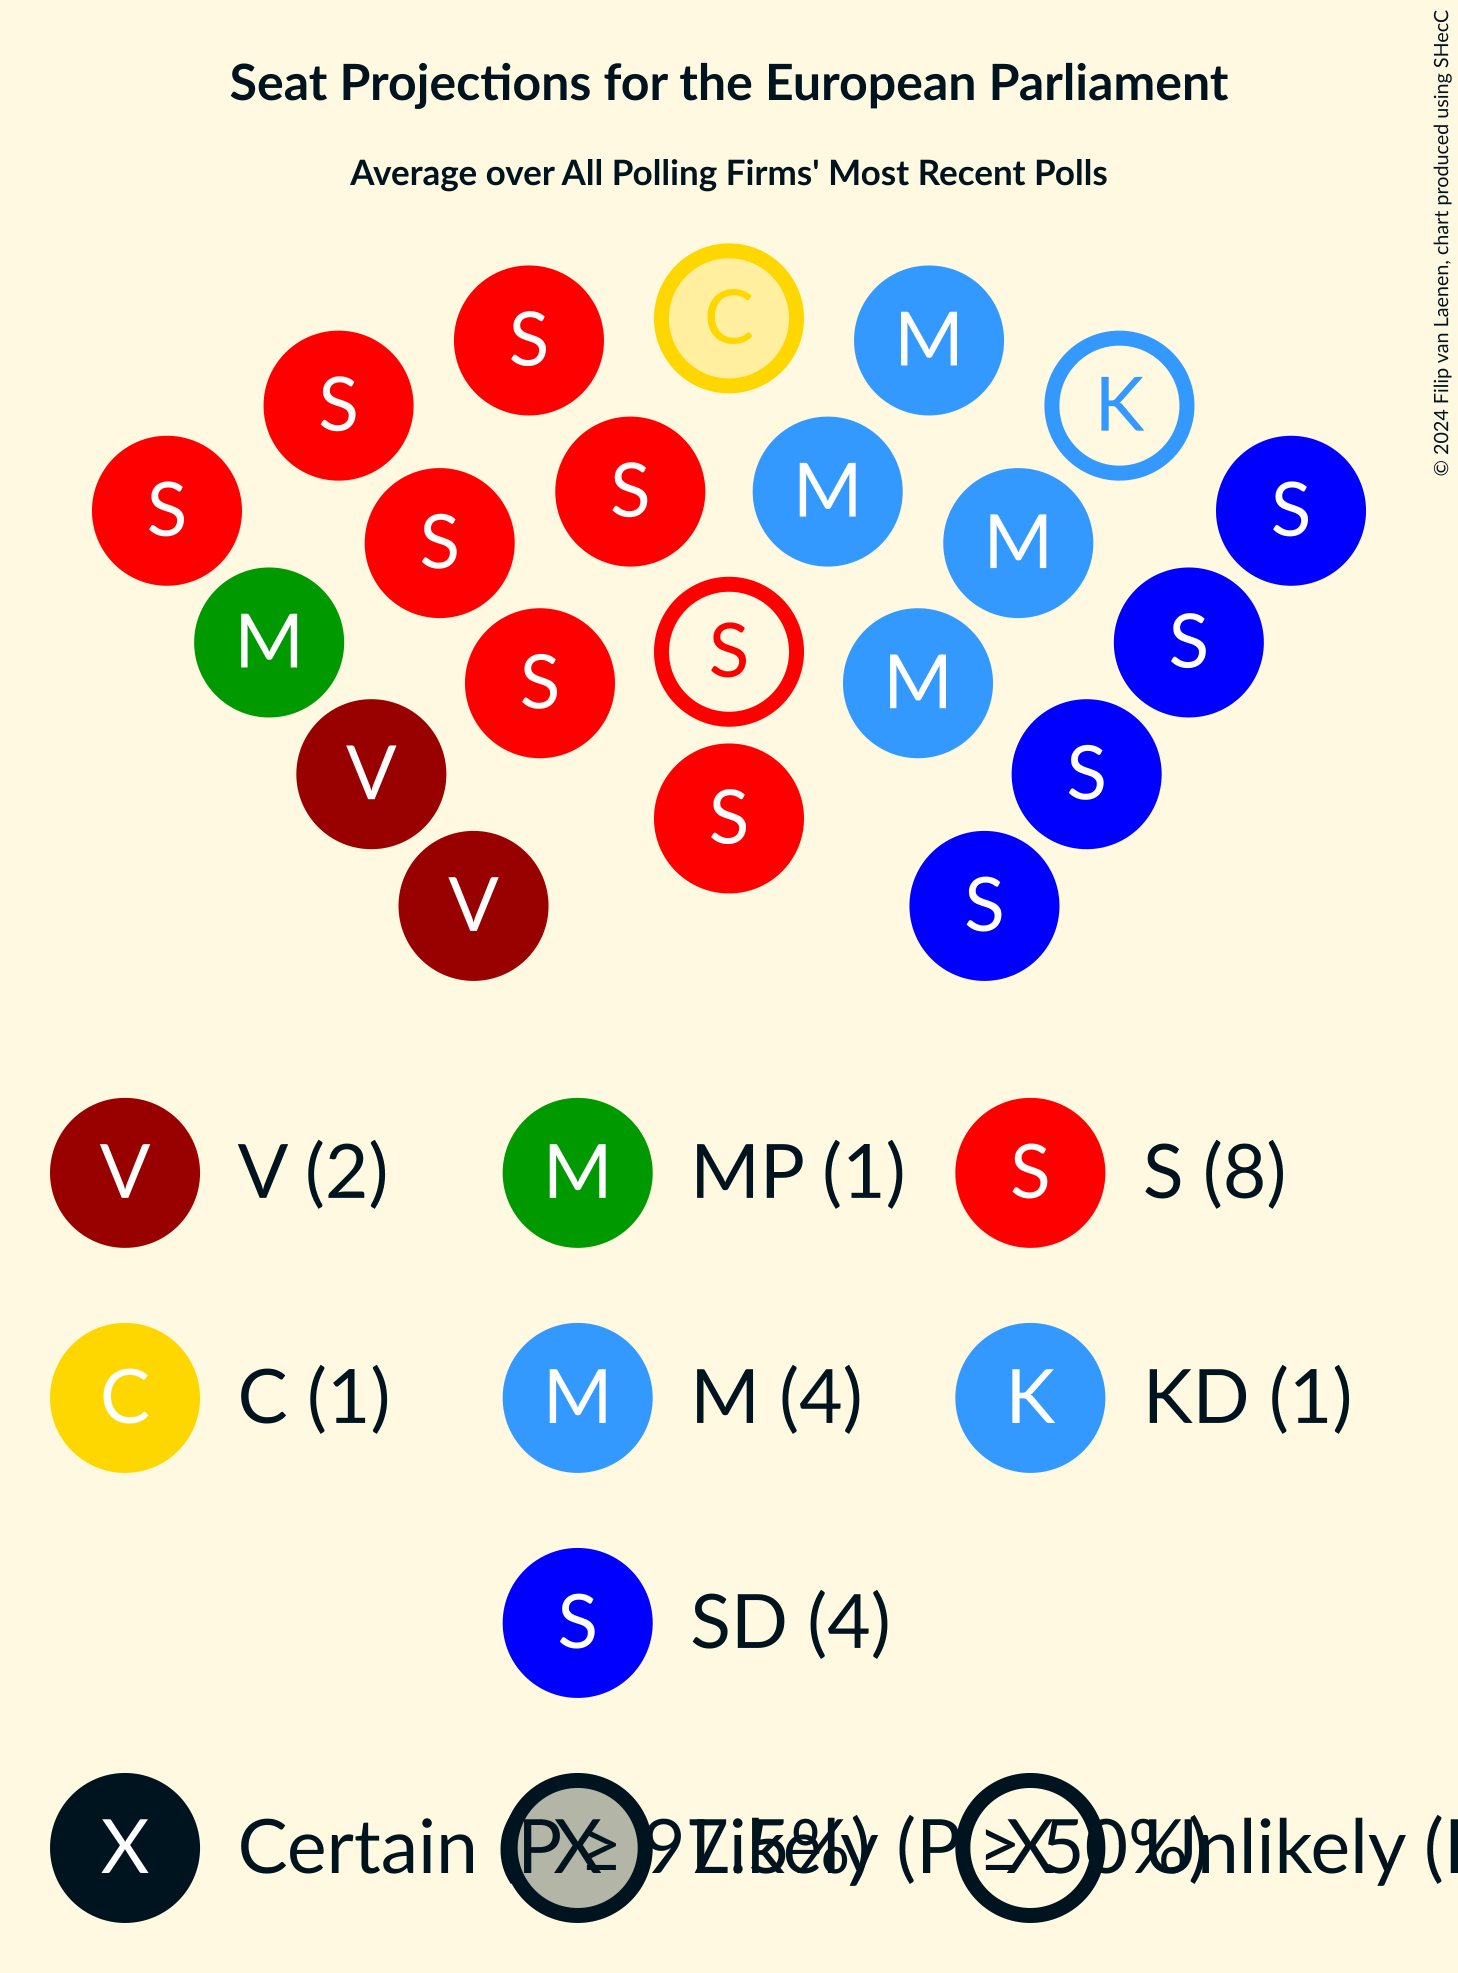 Seat Projections for the European Parliament
Average over All Polling Firms' Most Recent Polls
© 2024 Filip van Laenen, chart produced using SHecC
C
S M
S K
S M
S S
S M
S
M S
S M
V S
S
V S
V V (2) M MP (1) S S (8)
C C (1) M M (4) K KD (1)
S SD (4)
X Certain (P ≥ 97.5%) X Likely (P ≥ 50%) X Unlikely (